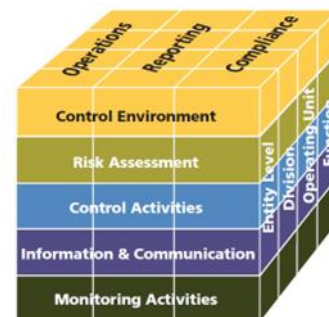 Operations
Reporting
Compliance
Control Environment
Risk Assessment
Control Activities
Information & Communication
Monitoring Activities
Entity Level
Division
Operating Unit